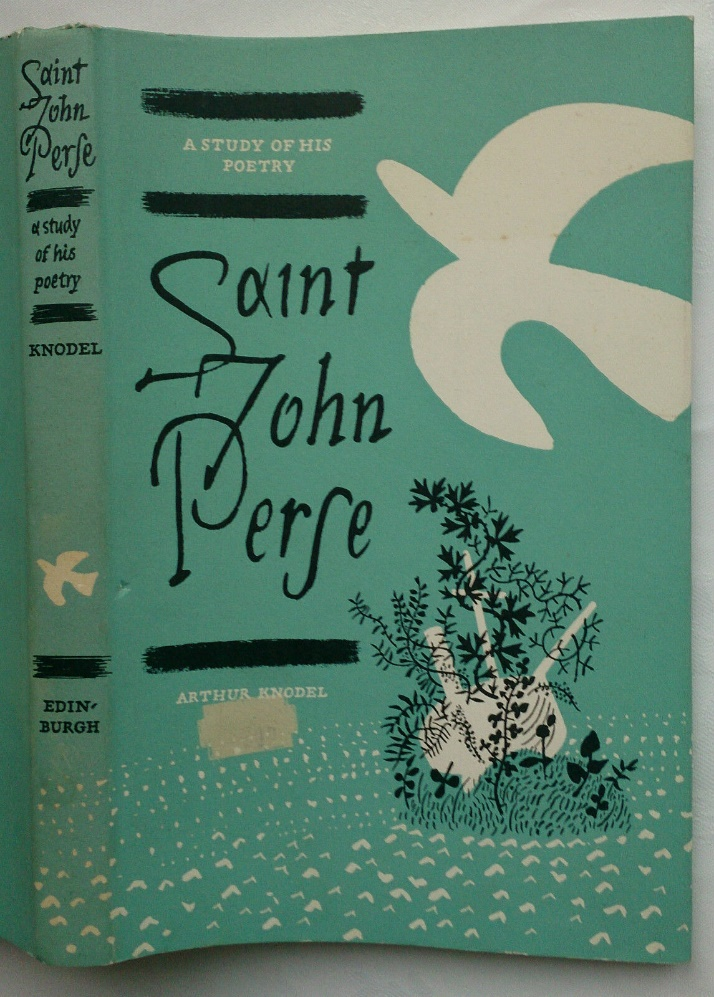 Saint
John
Perse
a study
of his
poetry
KNODEL
EDIN-
BURGH
A STUDY OF HIS
POETRY
Saint
John
Perse
ARTHUR KNODEL